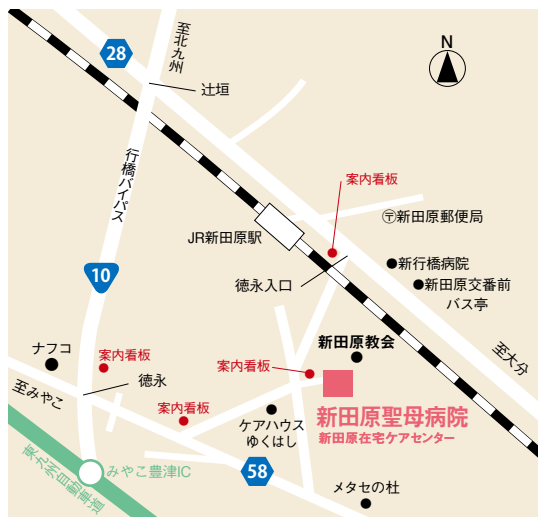 至北九州
28
N
辻垣
行橋バイパス
案内看板
〒新田原郵便局
JR新田原駅
新行橋病院
10
徳永入口
新田原交番前
バス亭
ナフコ
新田原教会
至大分
案内看板
案内看板
至みやこ
徳永
案内看板
新田原聖母病院
ケアハウス
ゆくはし
新田原在宅ケアセンター
東九州自動車道
みやこ豊津IC
58
メタセの杜